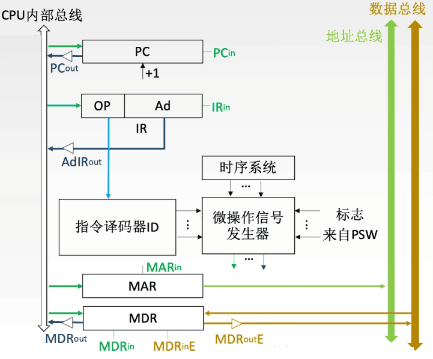 CPU内部总线
数据总线
地址总线
PC
PCin
PCout
+1
OP
Ad
IRin
IR
AdIRout
时序系统
...
指令译码器ID
...
微操作信号
发生器
...
标志
来自PSW
...
MARin
MAR
MDR
MDRout
MDRin
MDRinE
MDRoutE